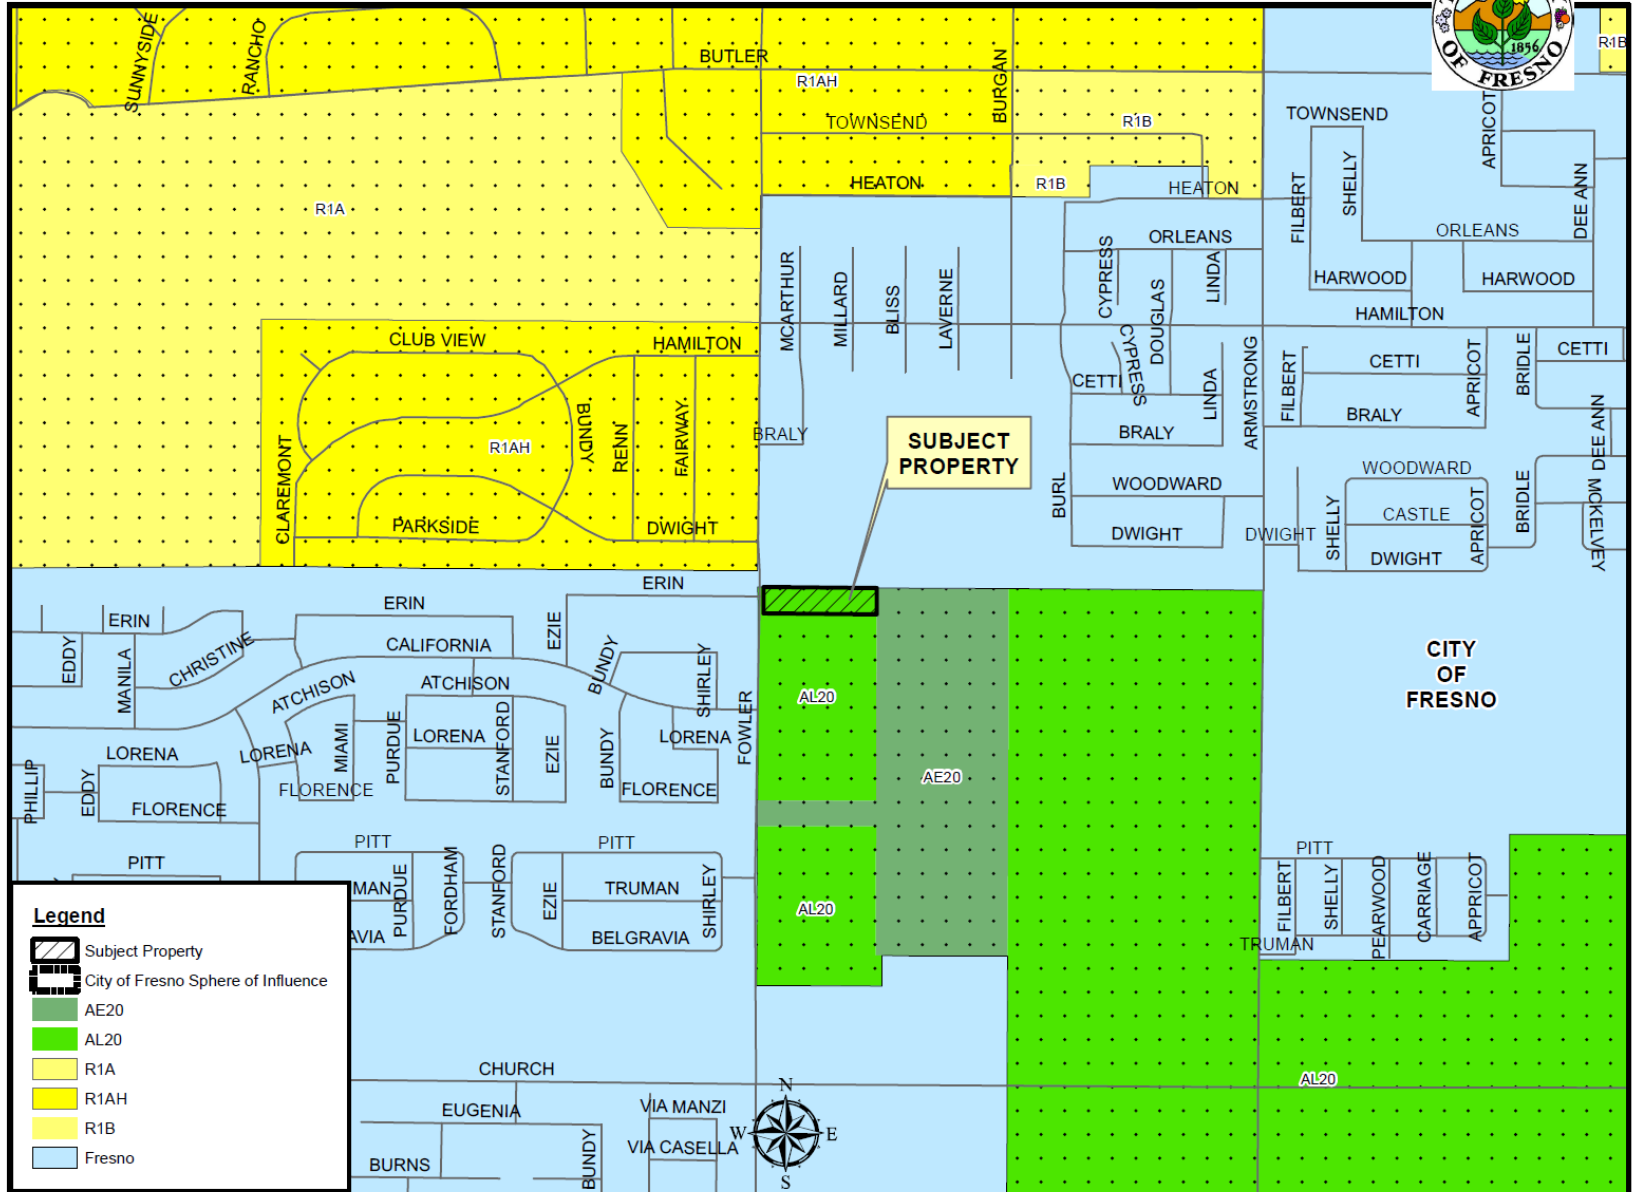 SUNNYSIDE
RANCHO
BUTLER
BURGAN
R1AH
TOWNSEND
R1B
HEATON
R1B
HEATON
R1A
1856
OF FRESNO
R1B
TOWNSEND
APRICOT
FILBERT
SHELLY
DEE ANN
ORLEANS
HARWOOD
HARWOOD
HAMILTON
MCARTHUR
MILLARD
BLISS
LAVERNE
CYPRESS
ORLEANS
LINDA
DOUGLAS
CYPRESS
CETTI
LINDA
ARMSTRONG
BRALY
BURL
WOODWARD
DWIGHT
CLUB VIEW
HAMILTON
BUNDY
RENN
FAIRWAY
R1AH
CLAREMONT
PARKSIDE
DWIGHT
BRALY
SUBJECT
PROPERTY
FILBERT
CETTI
APRICOT
BRIDLE
CETTI
BRALY
DEE ANN
WOODWARD
CASTLE
DWIGHT
SHELLY
DWIGHT
APRICOT
BRIDLE
MCKELVEY
ERIN
ERIN
ERIN
EZIE
EDDY
MANILA
CHRISTINE
CALIFORNIA
BUNDY
SHIRLEY
ATCHISON
ATCHISON
FOWLER
LORENA
LORENA
MIAMI
PURDUE
LORENA
STANFORD
EZIE
BUNDY
LORENA
PHILLIP
EDDY
FLORENCE
FLORENCE
FLORENCE
AL20
AE20
AL20
CITY
OF
FRESNO
PITT
PITT
PITT
MAN
PURDUE
FORDHAM
STANFORD
EZIE
TRUMAN
SHIRLEY
AVIA
BELGRAVIA
PITT
FILBERT
SHELLY
PEARWOOD
CARRIAGE
APPRICOT
TRUMAN
AL20
CHURCH
EUGENIA
VIA MANZI
VIA CASELLA
BURNS
BUNDY
N
W
E
S
Legend
Subject Property
City of Fresno Sphere of Influence
AE20
AL20
R1A
R1AH
R1B
Fresno